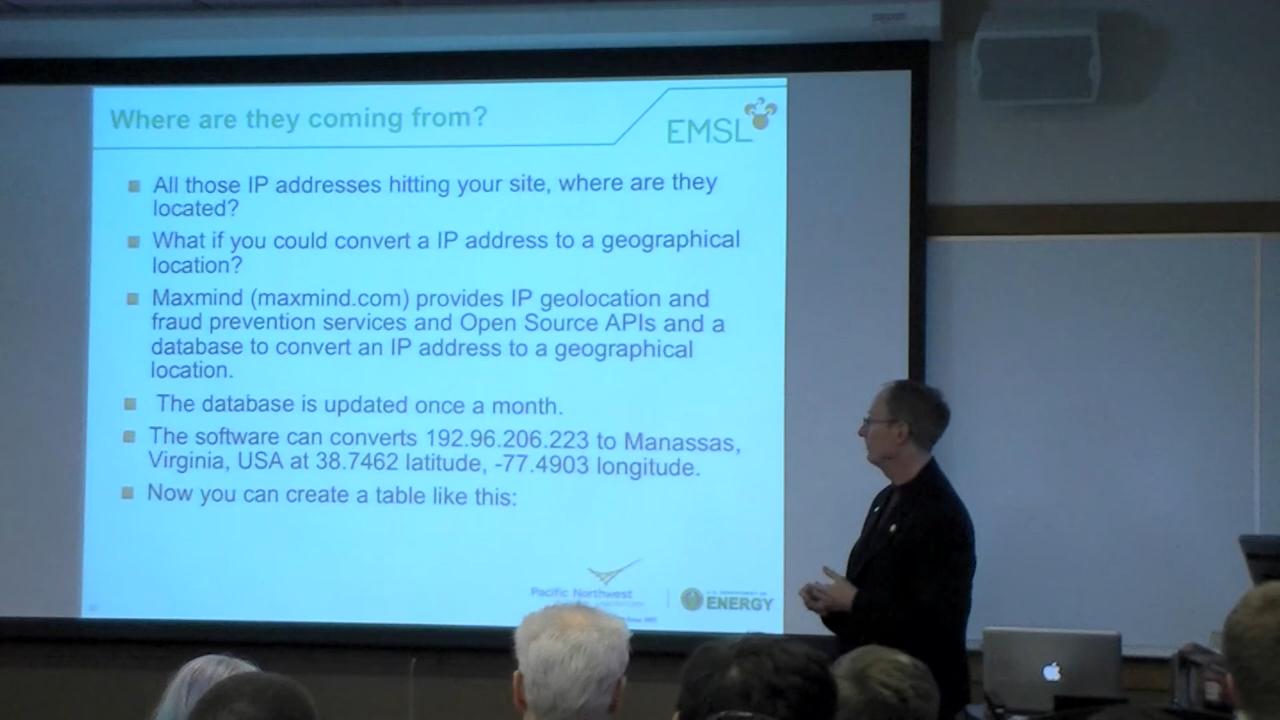 Where are they coming from?
EMSL
All those IP addresses hitting your site, where are they
located?
What if you could convert a IP address to a geographical
location?
Maxmind (maxmind.com) provides IP geolocation and
fraud prevention services and Open Source APIs and a
database to convert an IP address to a geographical
location.
The database is updated once a month.
The software can converts 192.96.206.223 to Manassas,
Virginia, USA at 38.7462 latitude, -77.4903 longitude.
Now you can create a table like this:
Pacific Northwest
U.S. DEPARTMENT OF
ENERGY